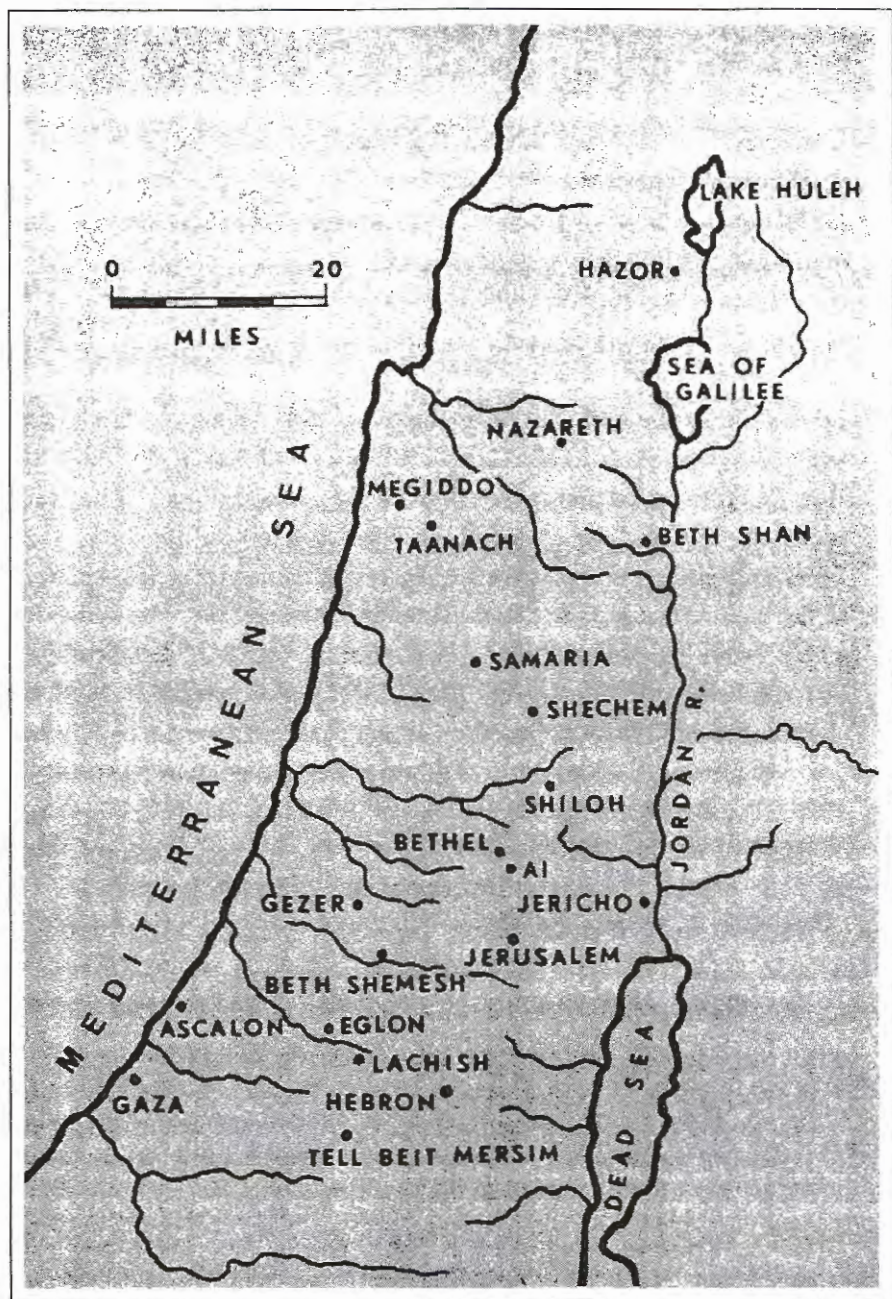 LAKE HULEH
HAZOR
0 20
MILES
SEA OF
GALILEE
NAZARETH
MEDITERRANEAN SEA
MEGIDDO
TAANACH
BETH SHAN
SAMARIA
SHECHEM
JORDAN R.
SHILOH
BETHEL
AI
GEZER
JERICHO
JERUSALEM
BETH SHEMESH
ASCALON
EGLON
LACHISH
DEAD SEA
GAZA
HEBRON
TELL BEIT MERSIM